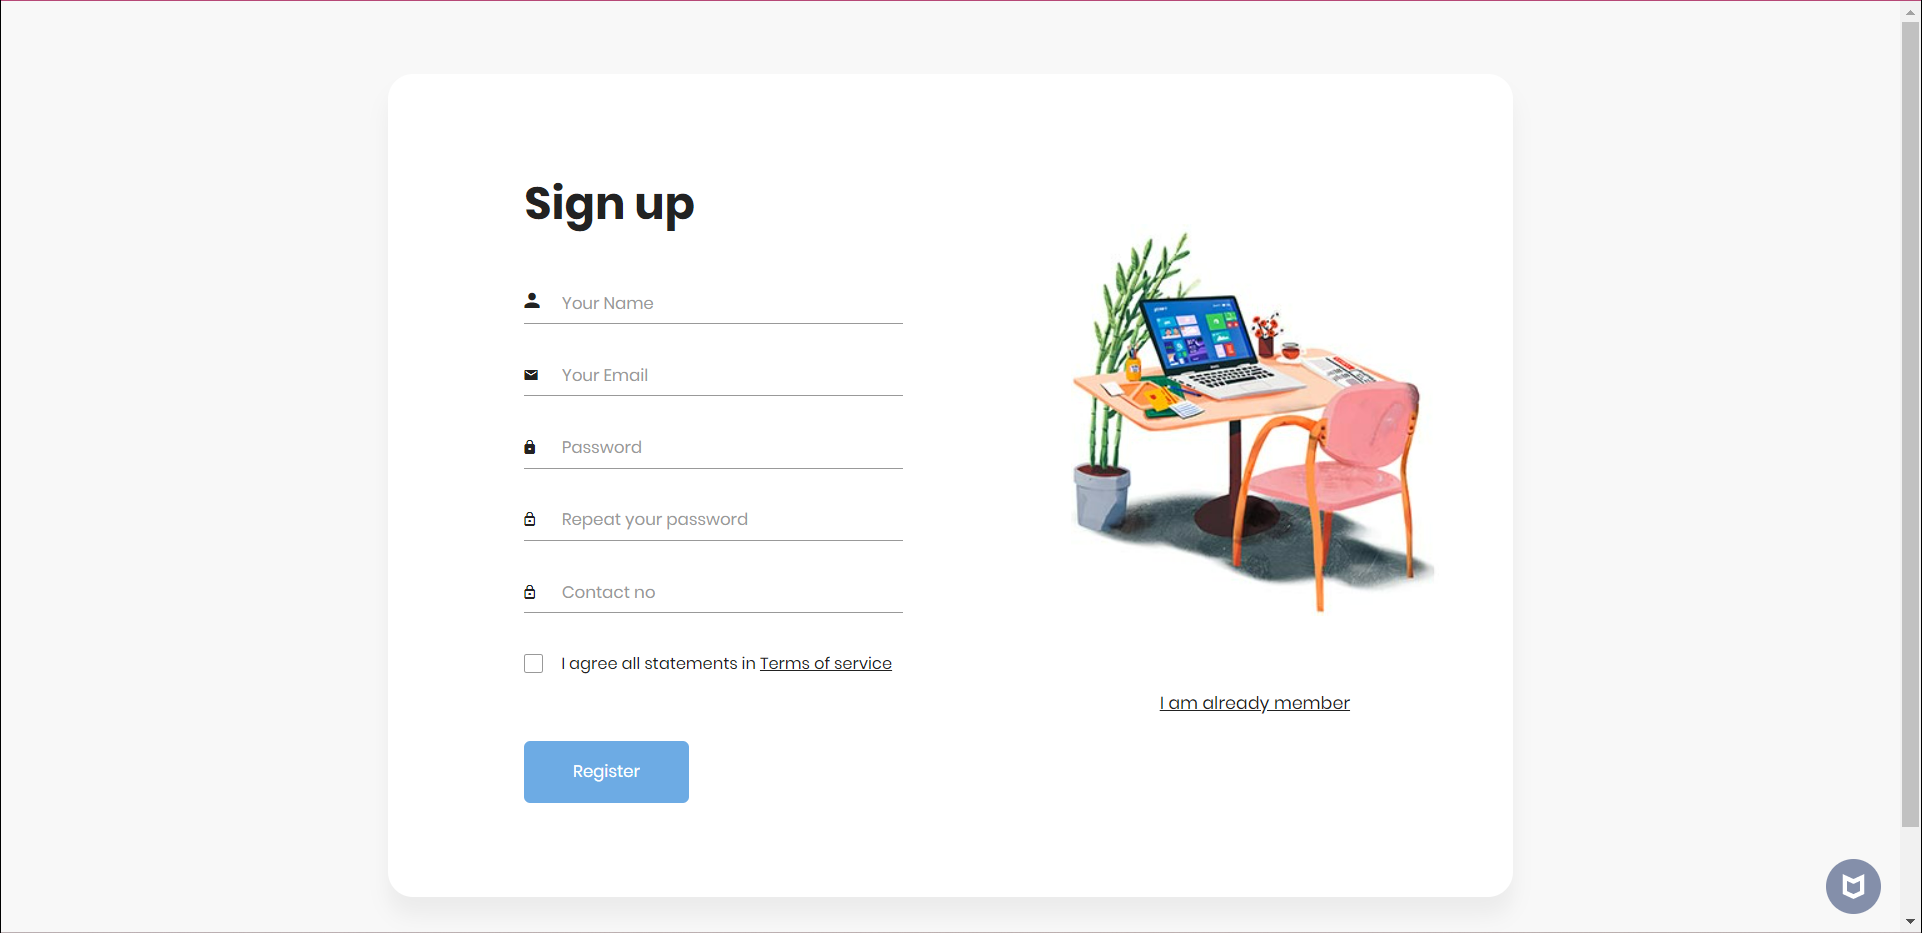 Sign up
Your Name
Your Email
Password
Repeat your password
Contact no
I agree all statements in Terms of service
I am already member
Register